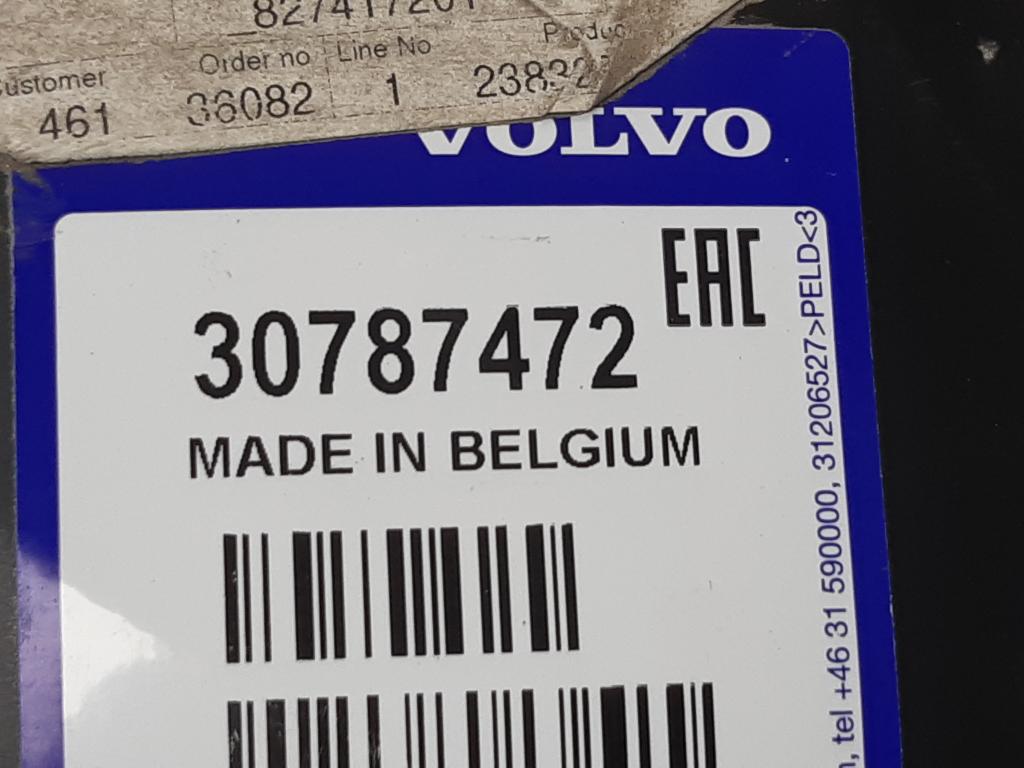 Customer Order no Line No
461 36082 1
VOLVO
EAC
30787472
MADE IN BELGIUM
tel +46 31 590000, 31206527>PELD<3